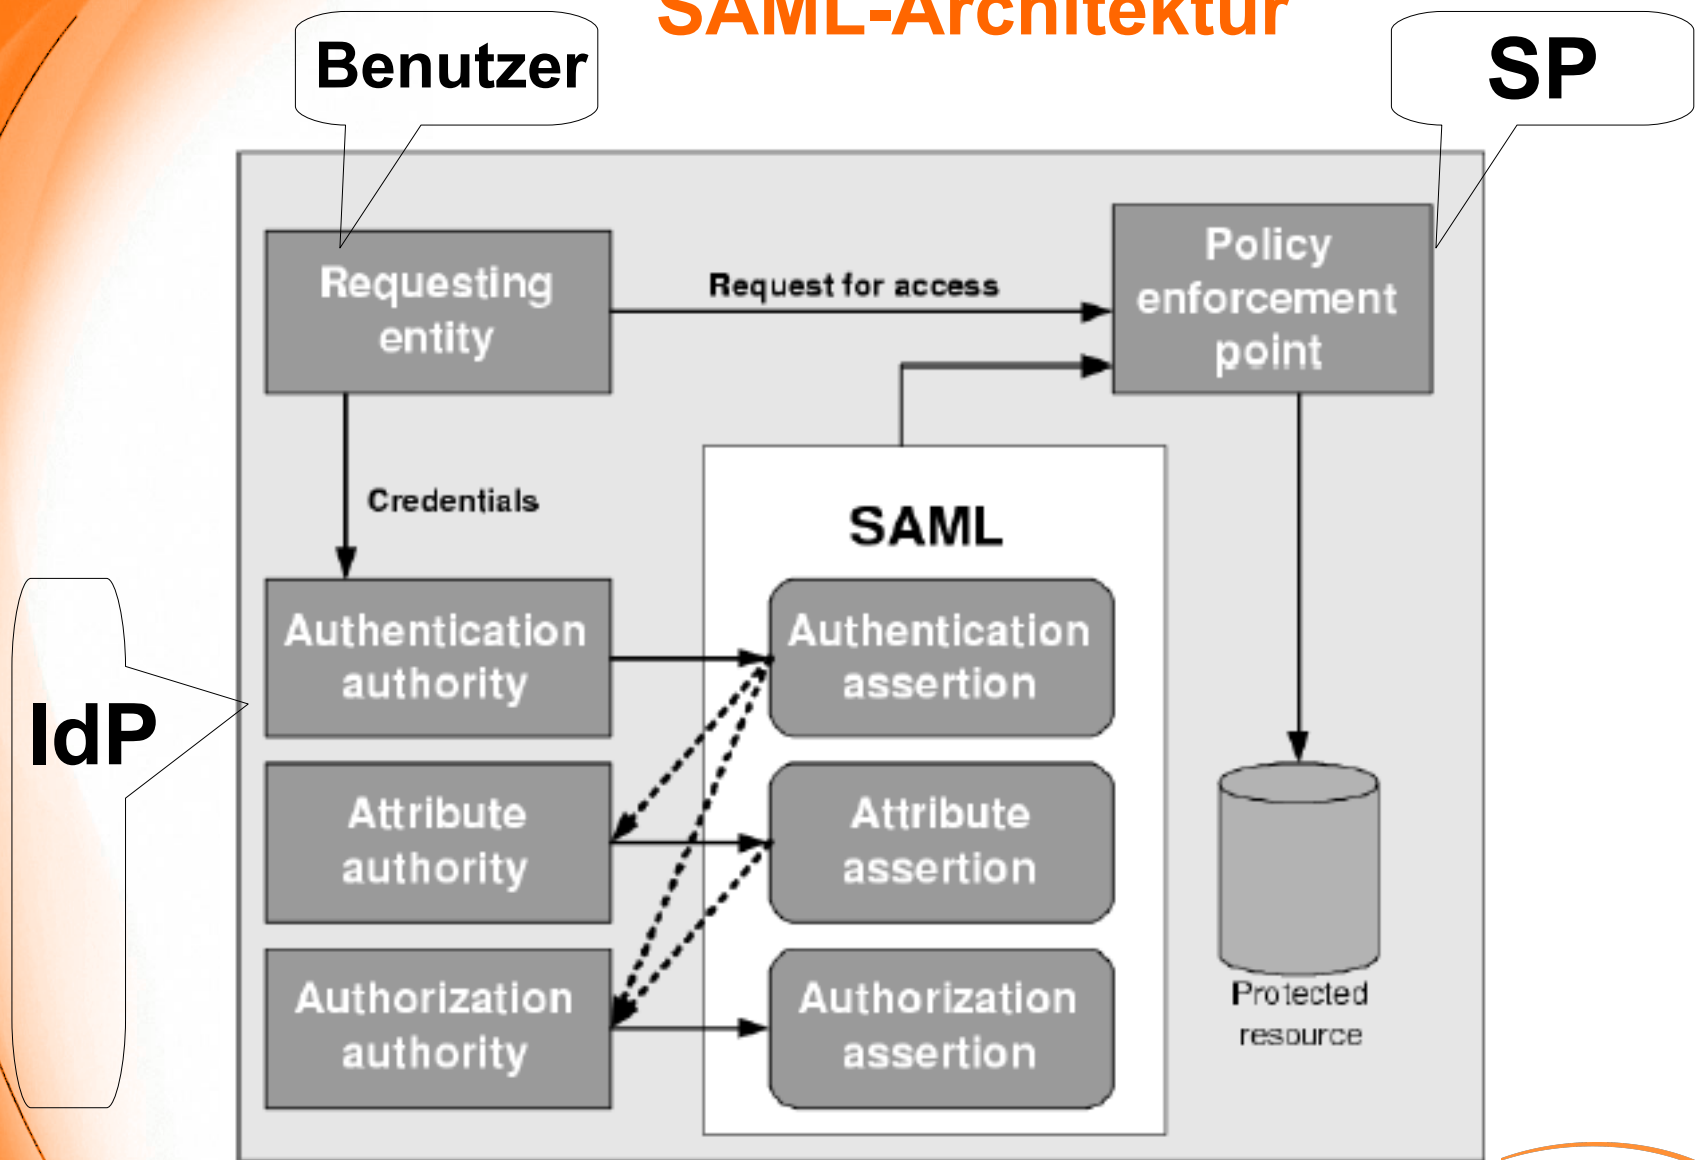 SAML-Architektur
Benutzer
SP
Requesting
entity
Request for access
Policy
enforcement
point
Credentials
SAML
IdP
Authentication
authority
Authentication
assertion
Attribute
authority
Attribute
assertion
Authorization
authority
Authorization
assertion
Protected
resource